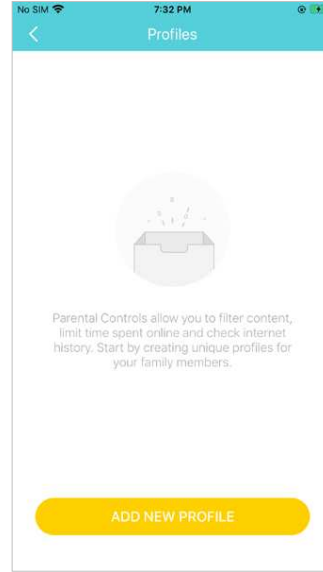 No SIM 7:32 PM
Profiles
Parental Controls allow you to filter content,
limit time spent online and check internet
history. Start by creating unique profiles for
your family members.
ADD NEW PROFILE